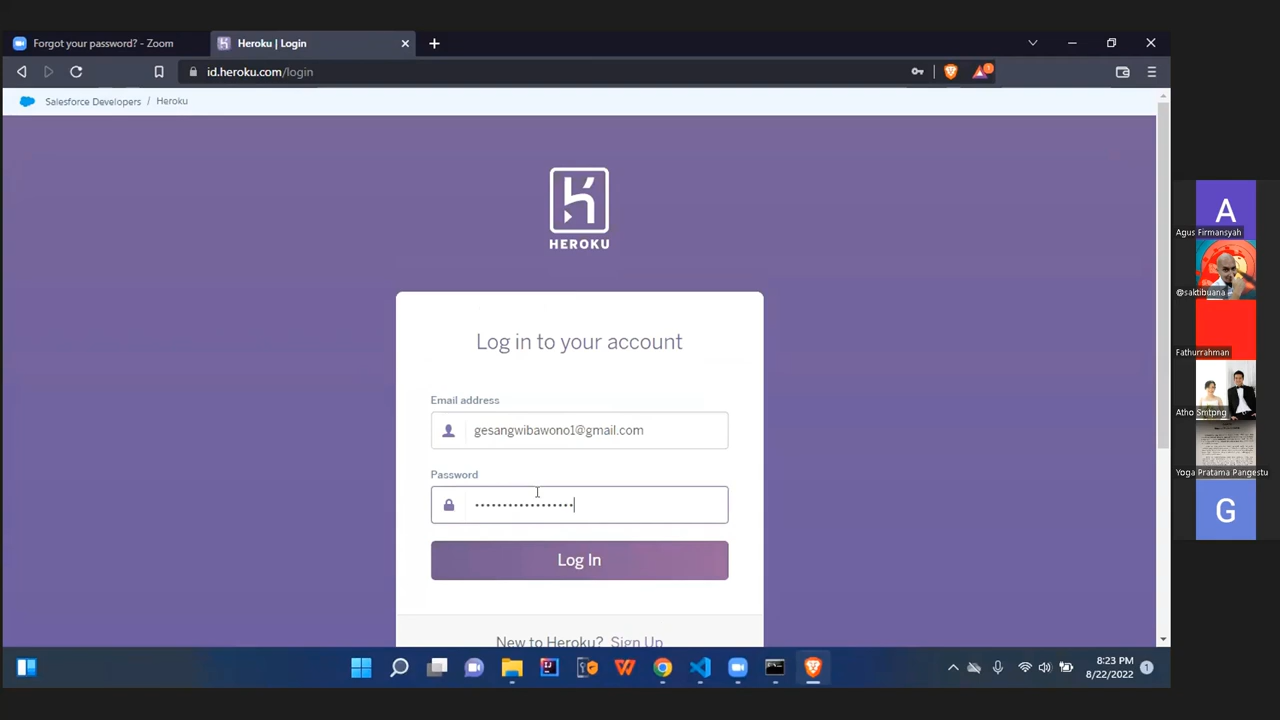 Forgot your password? - Zoom
Heroku | Login
id.heroku.com/login
1
Salesforce Developers / Heroku
HEROKU
Log in to your account
Email address
gesangwibawono1@gmail.com
Password
Log In
New to Heroku? Sign Up
A
Agus Firmansyah
@saktibuana
Fathurrahman
Atho Smtpng
Yoga Pratama Pangestu
G
8:23 PM
8/22/2022
1